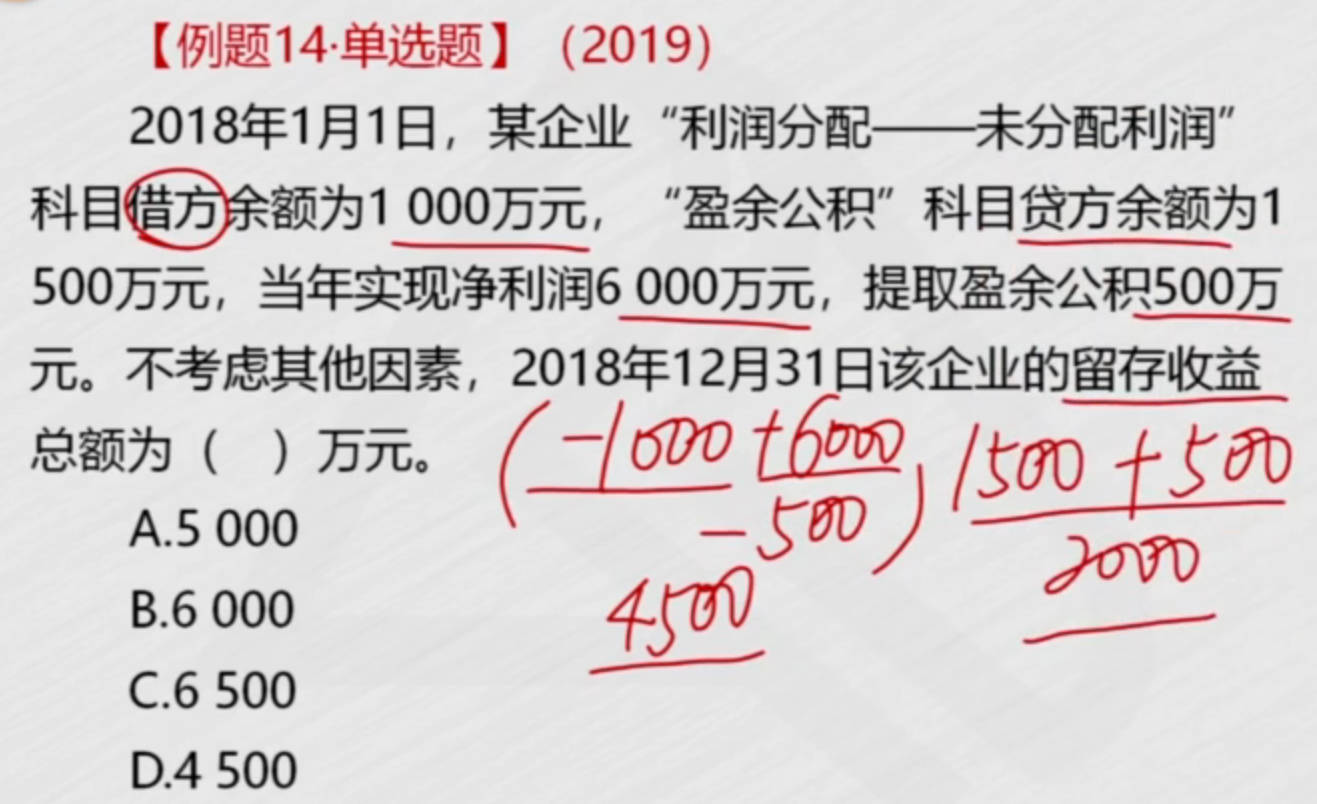 【例题14·单选题】（2019）
2018年1月1日，某企业“利润分配——未分配利润”
科目借方余额为1 000万元，“盈余公积”科目贷方余额为1
500万元，当年实现净利润6 000万元，提取盈余公积500万
元。不考虑其他因素，2018年12月31日该企业的留存收益
总额为（ ）万元。
(-1000+6000 1500+500
-500)
2000
4500
A.5 000
B.6 000
C.6 500
D.4 500